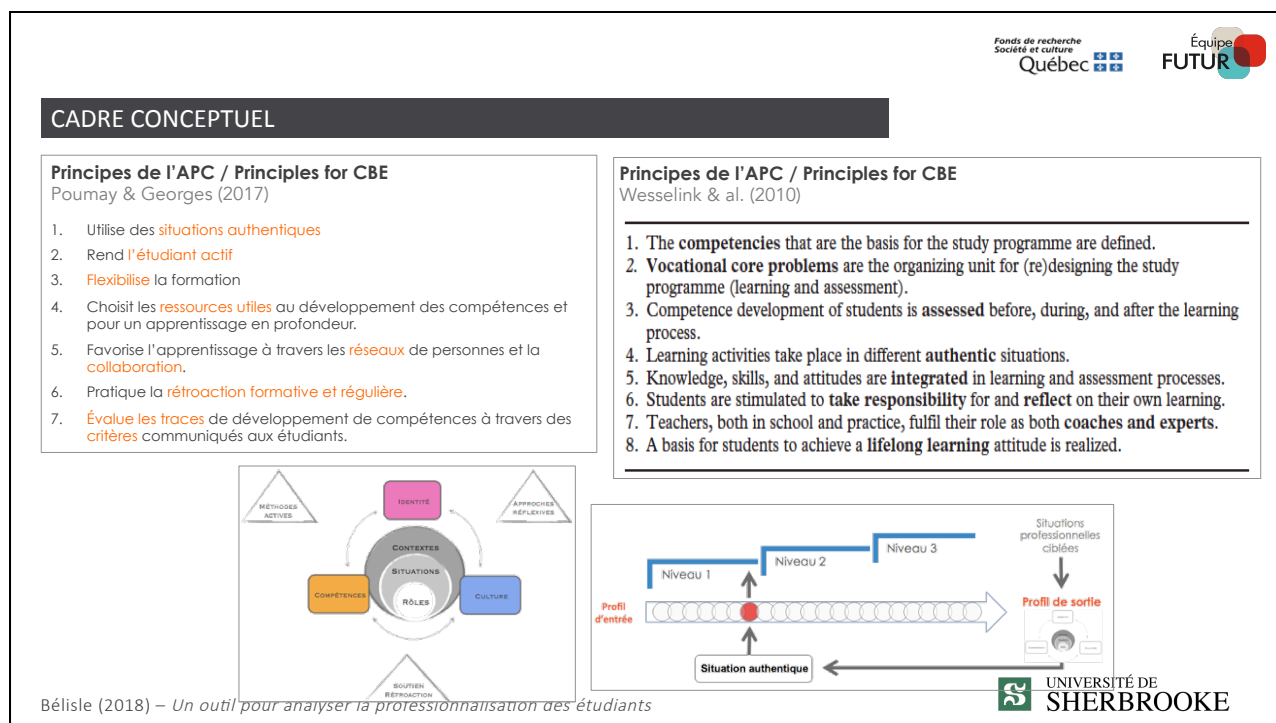 Fonds de recherche
Société et culture
Québec
Équipe
FUTUR
CADRE CONCEPTUEL
Principes de l'APC / Principles for CBE
Poumay & Georges (2017)
1. Utilise des situations authentiques
2. Rend l'étudiant actif
3. Flexibilise la formation
4. Choisit les ressources utiles au développement des compétences et
pour un apprentissage en profondeur.
5. Favorise l'apprentissage à travers les réseaux de personnes et la
collaboration.
6. Pratique la rétroaction formative et régulière.
7. Évalue les traces de développement de compétences à travers des
critères communiqués aux étudiants.
Principes de l'APC / Principles for CBE
Wesselink & al. (2010)
1. The competencies that are the basis for the study programme are defined.
2. Vocational core problems are the organizing unit for (re)designing the study
programme (learning and assessment).
3. Competence development of students is assessed before, during, and after the learning
process.
4. Learning activities take place in different authentic situations.
5. Knowledge, skills, and attitudes are integrated in learning and assessment processes.
6. Students are stimulated to take responsibility for and reflect on their own learning.
7. Teachers, both in school and practice, fulfil their role as both coaches and experts.
8. A basis for students to achieve a lifelong learning attitude is realized.
MÉTHODES
ACTIVES
IDENTITÉ
APPROCHES
RÉFLEXIVES
CONTEXTES
SITUATIONS
RÔLES
COMPÉTENCES
CULTURE
SOUTIEN
RÉTROACTION
Niveau 1
Niveau 2
Niveau 3
Situations
professionnelles
ciblées
Profil
d'entrée
Profil de sortie
Situation authentique
Bélisle (2018) – Un outil pour analyser la professionnalisation des étudiants
UNIVERSITÉ DE
SHERBROOKE